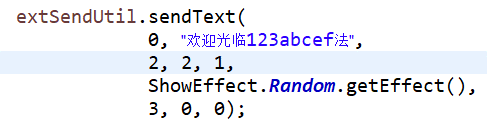 extSendUtil.sendText(
0, "欢迎光临123abcef法",
2, 2, 1,
ShowEffect.Random.getEffect(),
3, 0, 0);